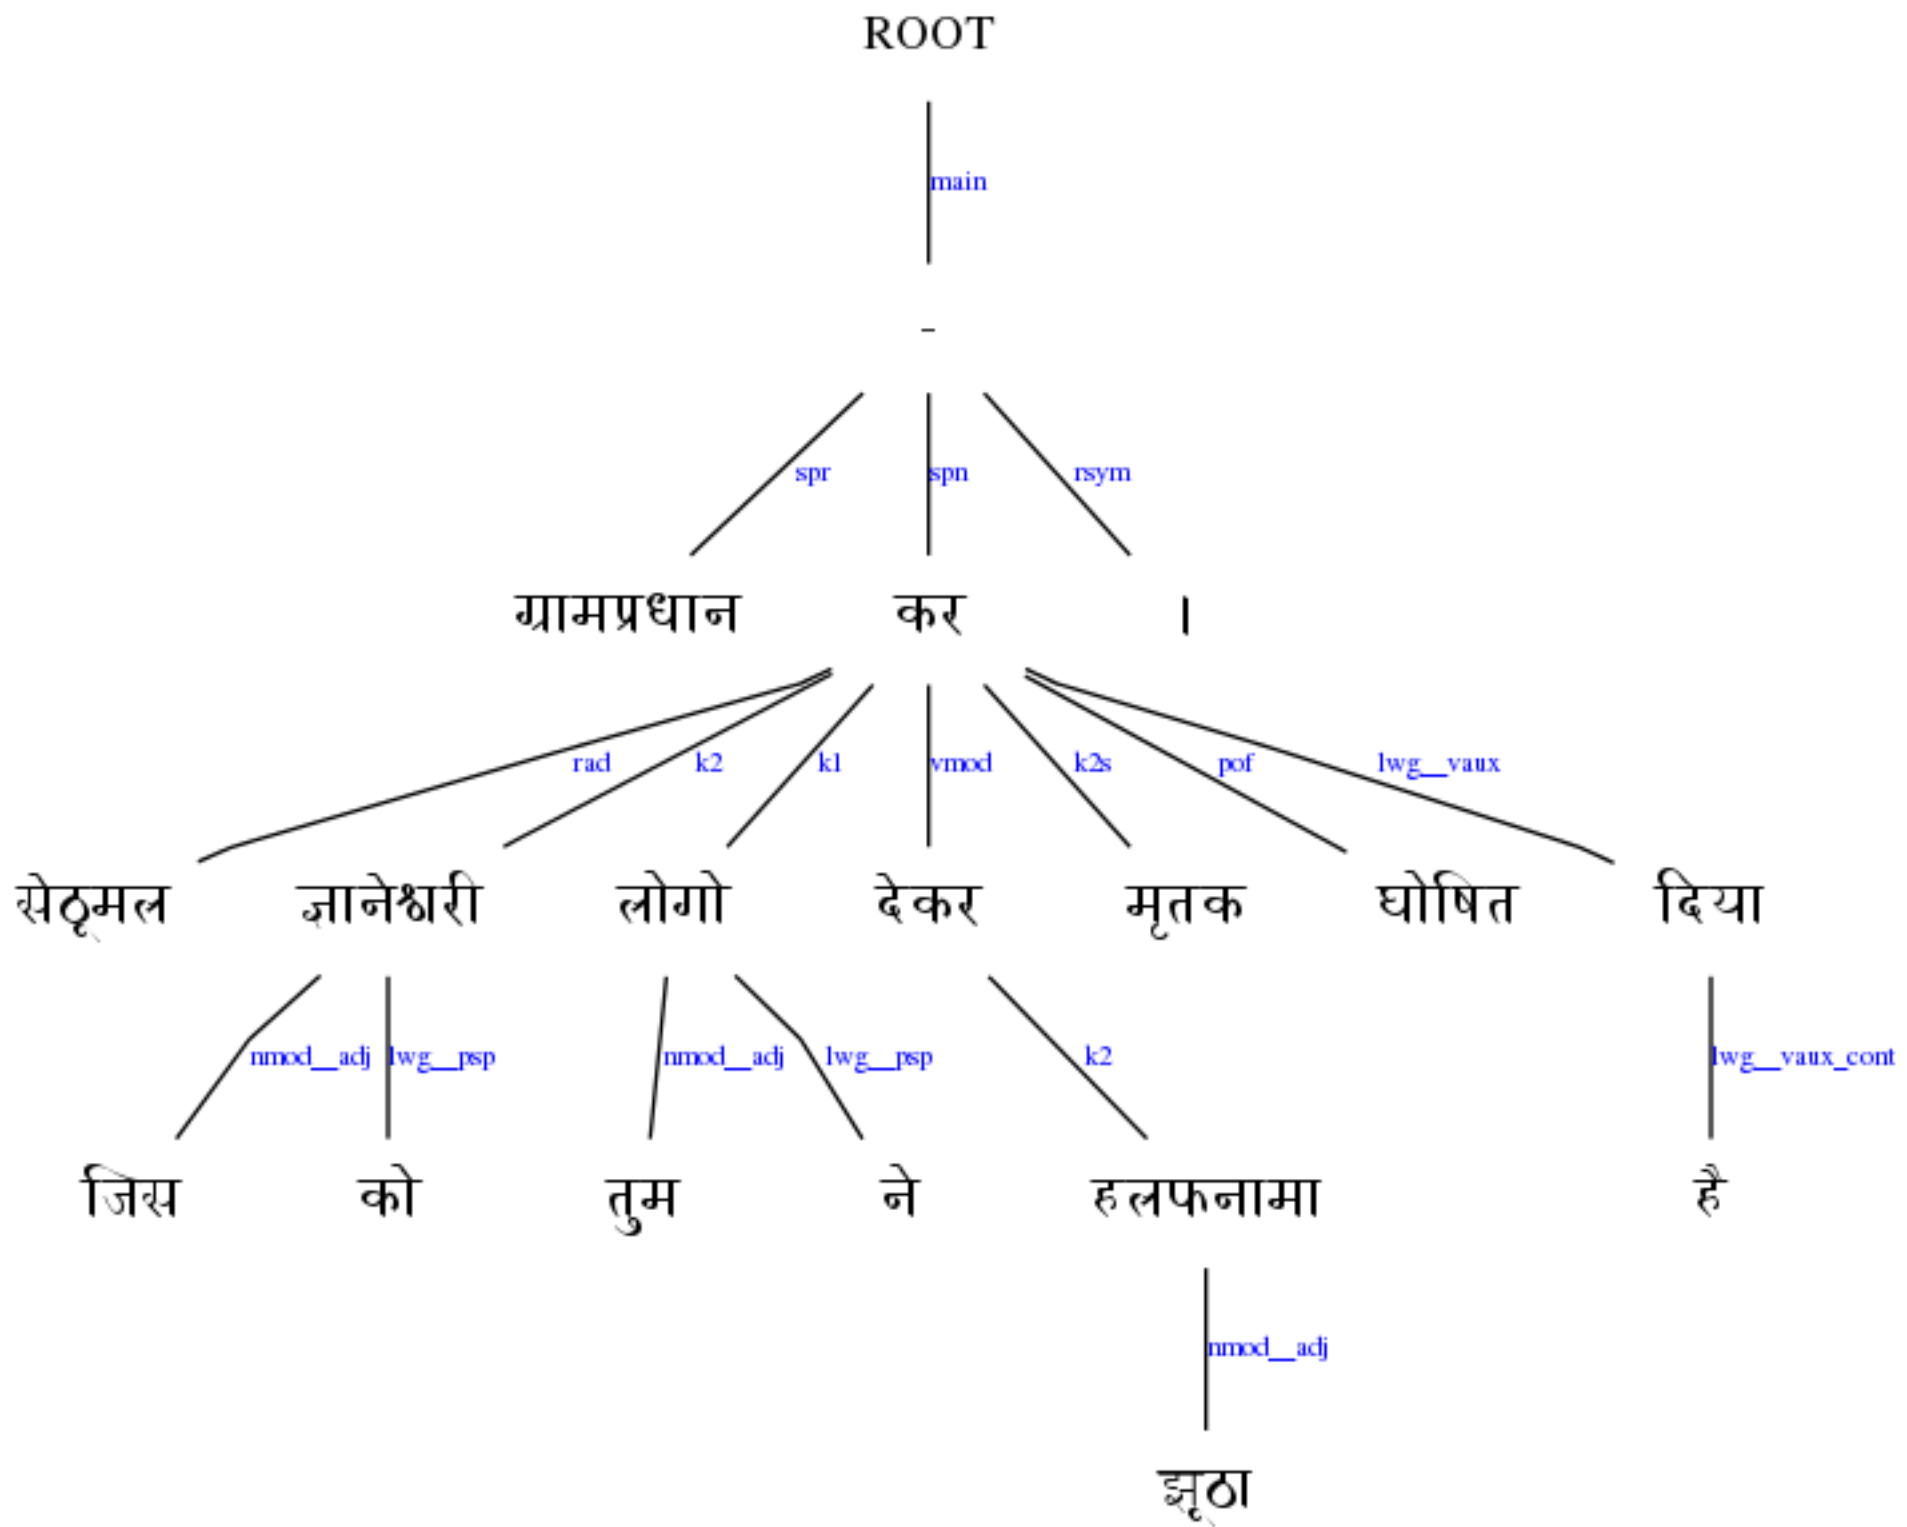 ROOT
main
-
spr spn rsym
ग्रामप्रधान कर ।
rad k2 k1 vmod k2s pof lwg__vaux
सेठूमल ज्ञानेश्वरी लोगो देकर मृतक घोषित दिया
nmod__adj lwg__psp nmod__adj lwg__psp k2 lwg__vaux_cont
जिस को तुम ने हलफनामा है
nmod__adj
झूठा